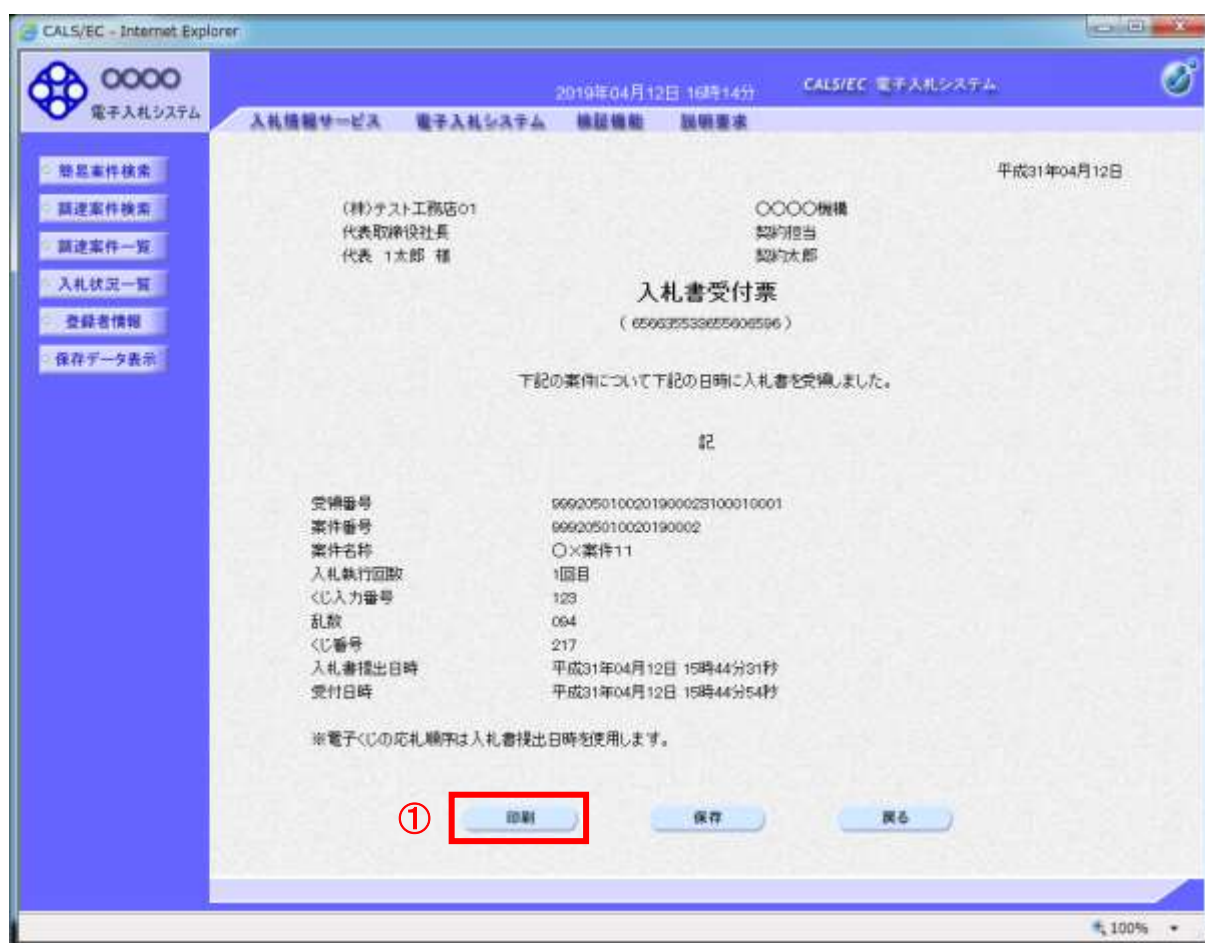 CALS/EC - Internet Explorer
OOOO
電子入札システム
2019年04月12日 16時14分
CALS/EC 電子入札システム
入札情報サービス 電子入札システム 検証機能 説明要求
簡易案件検索
調達案件検索
調達案件一覧
入札状況一覧
登録者情報
保存データ表示
平成31年04月12日
(株)テスト工務店01
代表取締役社長
代表 1太郎 様
〇〇〇〇機構
契約担当
契約太郎
入札書受付票
下記の案件について下記の日時に入札書を受領しました。
記
受領番号 9992050100201900023100010001
案件番号 999205010020190002
案件名称 〇×案件11
入札執行回数 1回目
くじ入力番号 123
乱数 094
くじ番号 217
入札書提出日時 平成31年04月12日 15時44分31秒
受付日時 平成31年04月12日 15時44分54秒
※電子くじの応札順序は入札書提出日時を使用します。
① 印刷 保存 戻る
100%